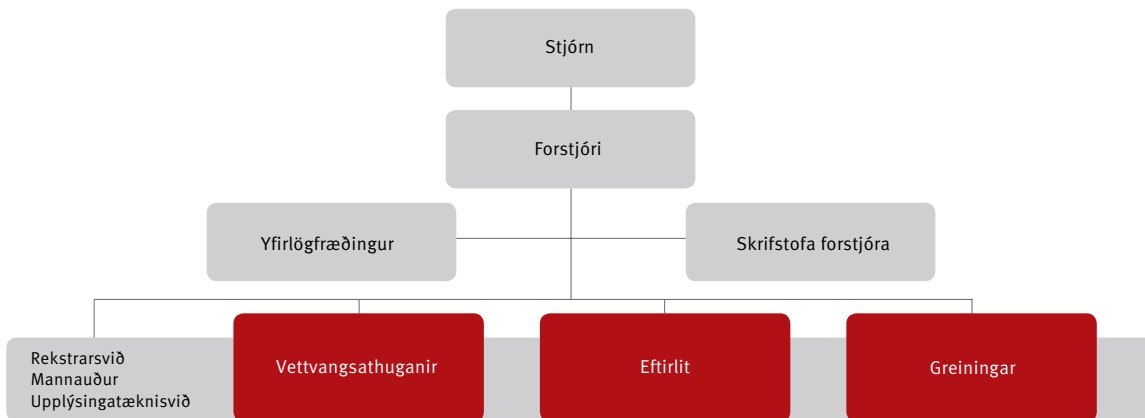 Stjórn
Forstjóri
Yfirlögfræðingur
Skrifstofa forstjóra
Rekstrarsvið
Mannauður
Upplýsingatæknisvið
Vettvangsathuganir
Eftirlit
Greiningar